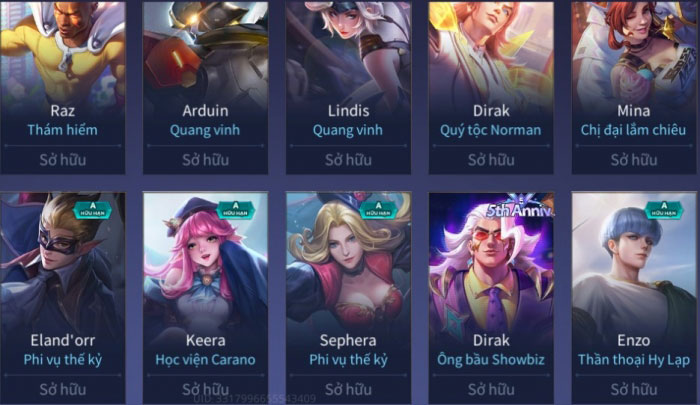 Raz
Thám hiểm
Sở hữu
Arduin
Quang vinh
Sở hữu
Lindis
Quang vinh
Sở hữu
Dirak
Quý tộc Norman
Sở hữu
Mina
Chị đại lắm chiêu
Sở hữu
A
HỮU HẠN
Eland'orr
Phi vụ thế kỷ
Sở hữu
A
HỮU HẠN
Keera
Học viện Carano
Sở hữu
A
HỮU HẠN
Sephera
Phi vụ thế kỷ
Sở hữu
5th Anniv
Dirak
Ông bầu Showbiz
Sở hữu
A
HỮU HẠN
Enzo
Thần thoại Hy Lạp
Sở hữu
UID: 3317996655543409